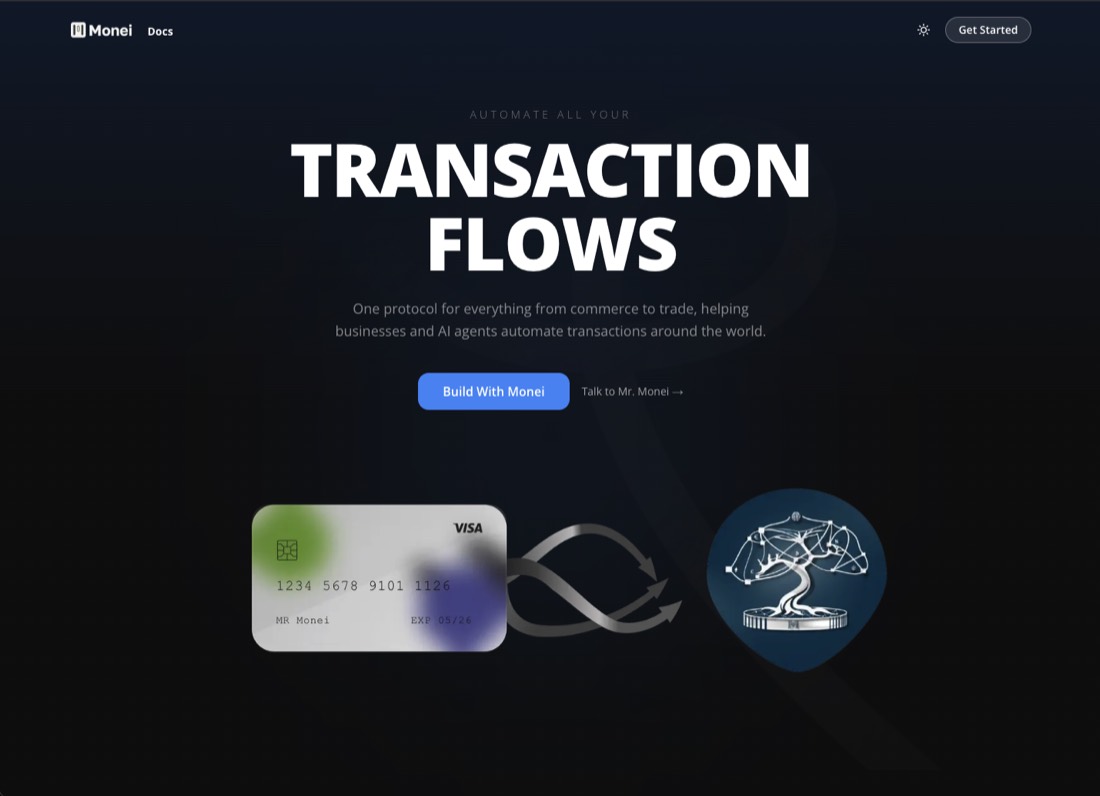 Monei
Docs
Get Started
AUTOMATE ALL YOUR
TRANSACTION
FLOWS
One protocol for everything from commerce to trade, helping
businesses and AI agents automate transactions around the world.
Build With Monei
Talk to Mr. Monei →
VISA
1234 5678 9101 1126
MR Monei
EXP 05/26